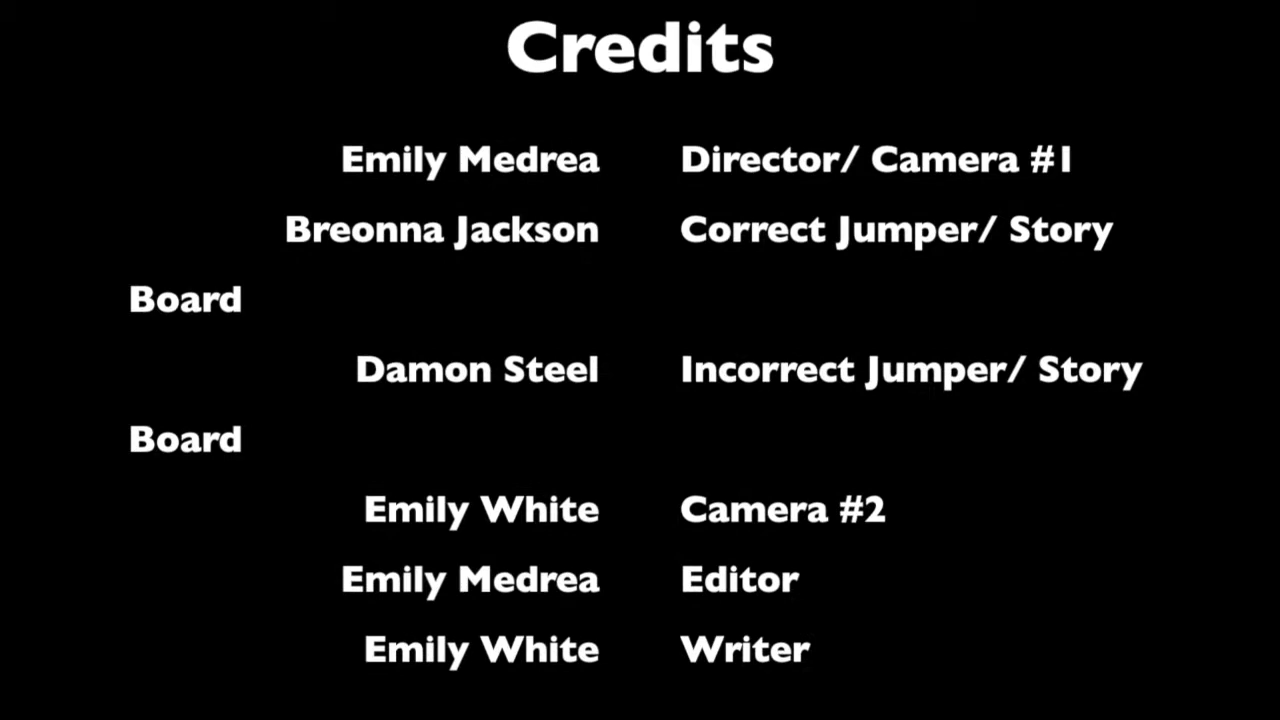 Credits
Emily Medrea Director/ Camera #1
Breonna Jackson Correct Jumper/ Story
Board
Damon Steel Incorrect Jumper/ Story
Board
Emily White Camera #2
Emily Medrea Editor
Emily White Writer